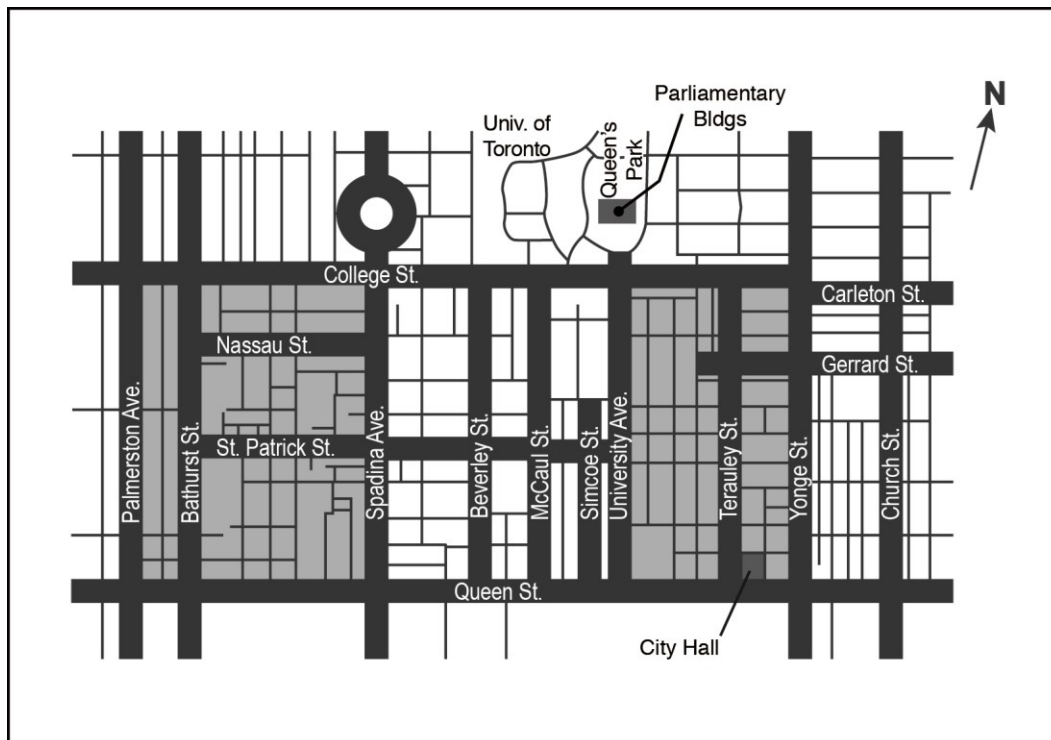 Parliamentary
Bldgs
N
Univ. of
Toronto
Queen's
Park
College St.
Carleton St.
Nassau St.
Gerrard St.
St. Patrick St.
Palmerston Ave.
Bathurst St.
Spadina Ave.
Beverley St.
McCaul St.
Simcoe St.
University Ave.
Terauley St.
Yonge St.
Church St.
Queen St.
City Hall